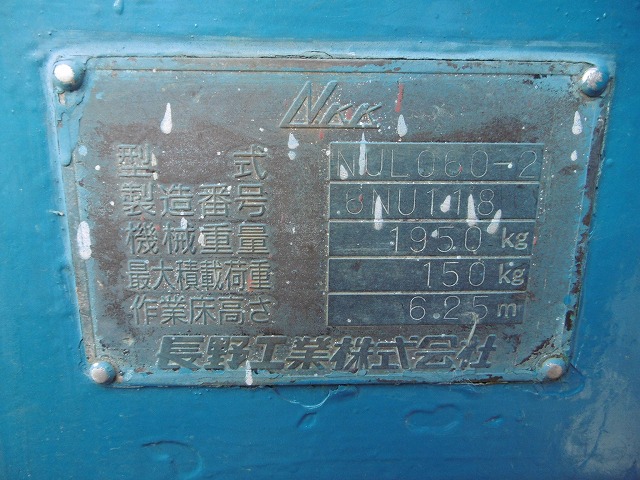 NKK
型式 NUL060-2
製造番号 8NU118
機械重量 1950 kg
最大積載荷重 150 kg
作業床高さ 6.25 m
長野工業株式会社